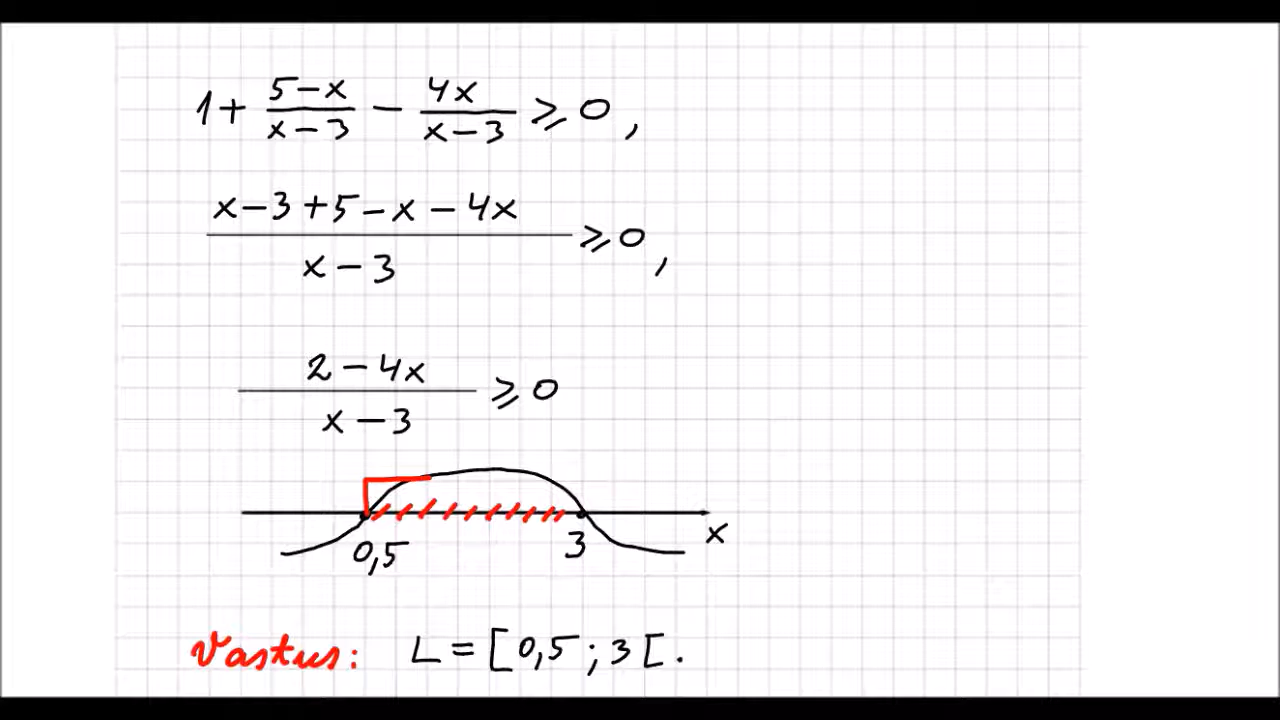 1 + (5 - x)/(x - 3) - 4x/(x - 3) ≥ 0,
(x - 3 + 5 - x - 4x)/(x - 3) ≥ 0,
(2 - 4x)/(x - 3) ≥ 0
0,5 3 x
Vastus: L = [0,5; 3[.